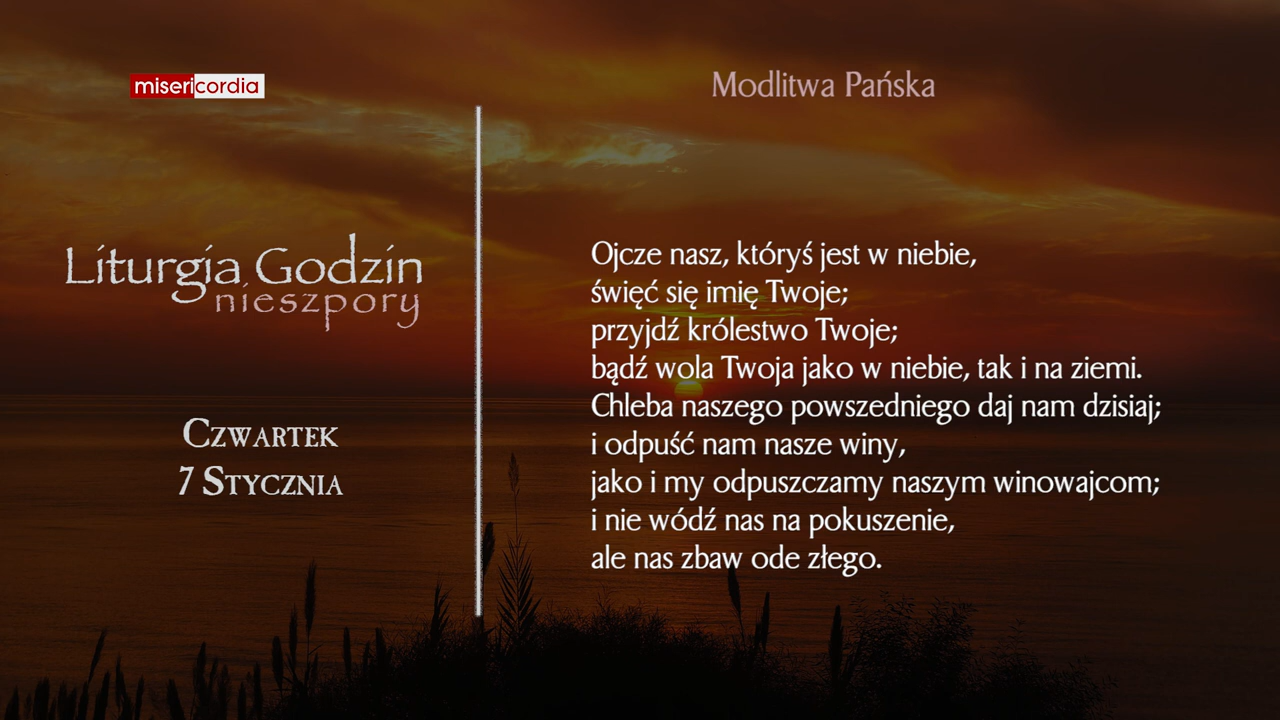 misericordia
Liturgia Godzin
nieszpory
Czwartek
7 Stycznia
Modlitwa Pańska
Ojcze nasz, któryś jest w niebie,
święć się imię Twoje;
przyjdź królestwo Twoje;
bądź wola Twoja jako w niebie, tak i na ziemi.
Chleba naszego powszedniego daj nam dzisiaj;
i odpuść nam nasze winy,
jako i my odpuszczamy naszym winowajcom;
i nie wódź nas na pokuszenie,
ale nas zbaw ode złego.